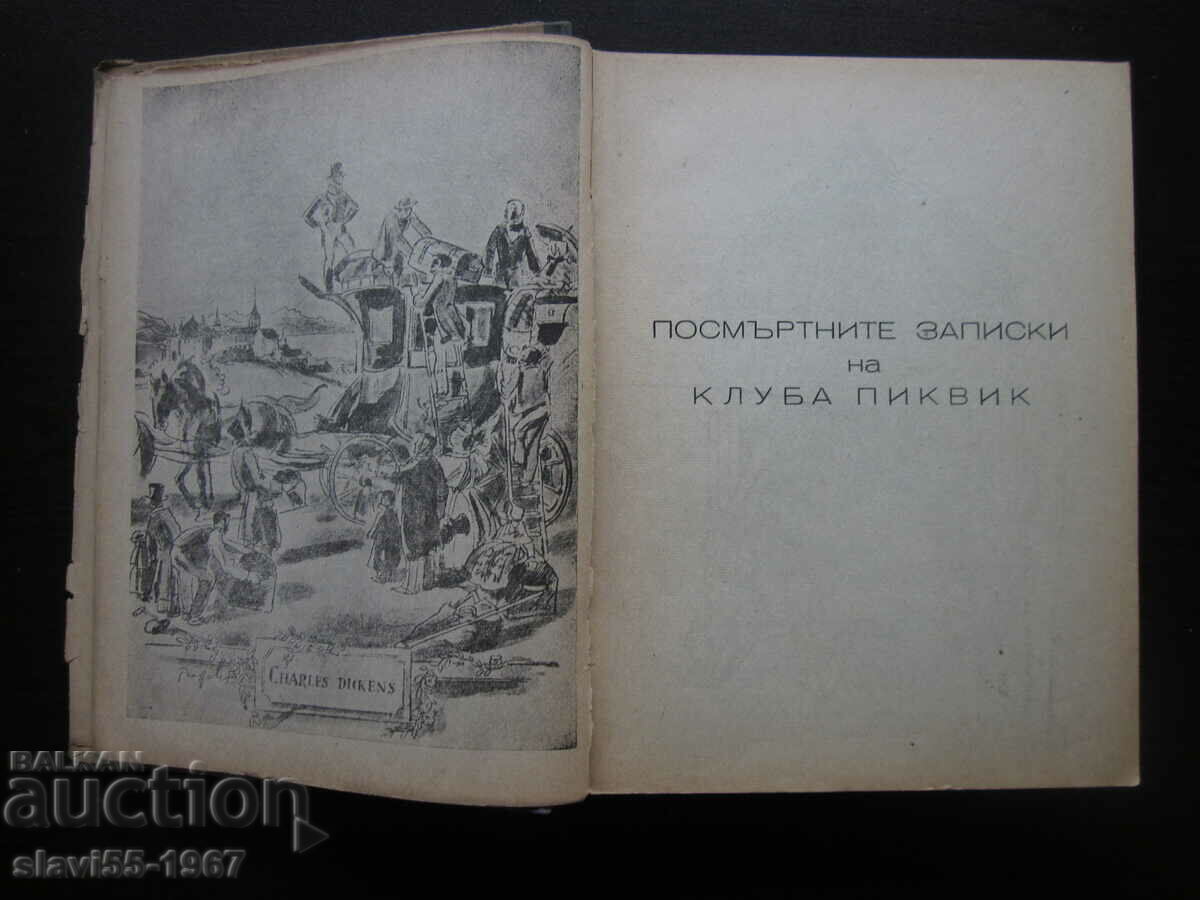 CHARLES DICKENS
ПОСМЪРТНИТЕ ЗАПИСКИ
на
КЛУБА ПИКВИК
BALKAN
auction
slavi55-1967